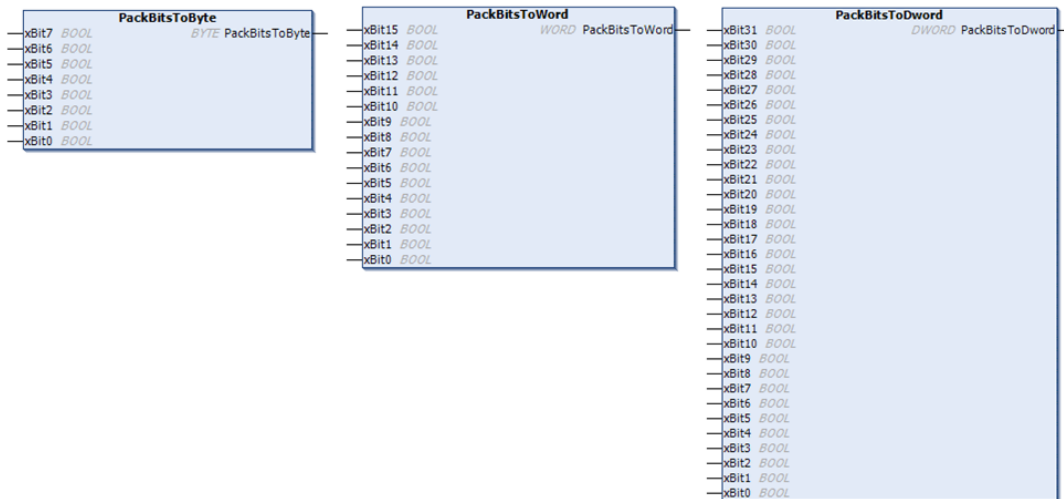 PackBitsToByte
xBit7 BOOL BYTE PackBitsToByte
xBit6 BOOL
xBit5 BOOL
xBit4 BOOL
xBit3 BOOL
xBit2 BOOL
xBit1 BOOL
xBit0 BOOL
PackBitsToWord
xBit15 BOOL WORD PackBitsToWord
xBit14 BOOL
xBit13 BOOL
xBit12 BOOL
xBit11 BOOL
xBit10 BOOL
xBit9 BOOL
xBit8 BOOL
xBit7 BOOL
xBit6 BOOL
xBit5 BOOL
xBit4 BOOL
xBit3 BOOL
xBit2 BOOL
xBit1 BOOL
xBit0 BOOL
PackBitsToDword
xBit31 BOOL DWORD PackBitsToDword
xBit30 BOOL
xBit29 BOOL
xBit28 BOOL
xBit27 BOOL
xBit26 BOOL
xBit25 BOOL
xBit24 BOOL
xBit23 BOOL
xBit22 BOOL
xBit21 BOOL
xBit20 BOOL
xBit19 BOOL
xBit18 BOOL
xBit17 BOOL
xBit16 BOOL
xBit15 BOOL
xBit14 BOOL
xBit13 BOOL
xBit12 BOOL
xBit11 BOOL
xBit10 BOOL
xBit9 BOOL
xBit8 BOOL
xBit7 BOOL
xBit6 BOOL
xBit5 BOOL
xBit4 BOOL
xBit3 BOOL
xBit2 BOOL
xBit1 BOOL
xBit0 BOOL